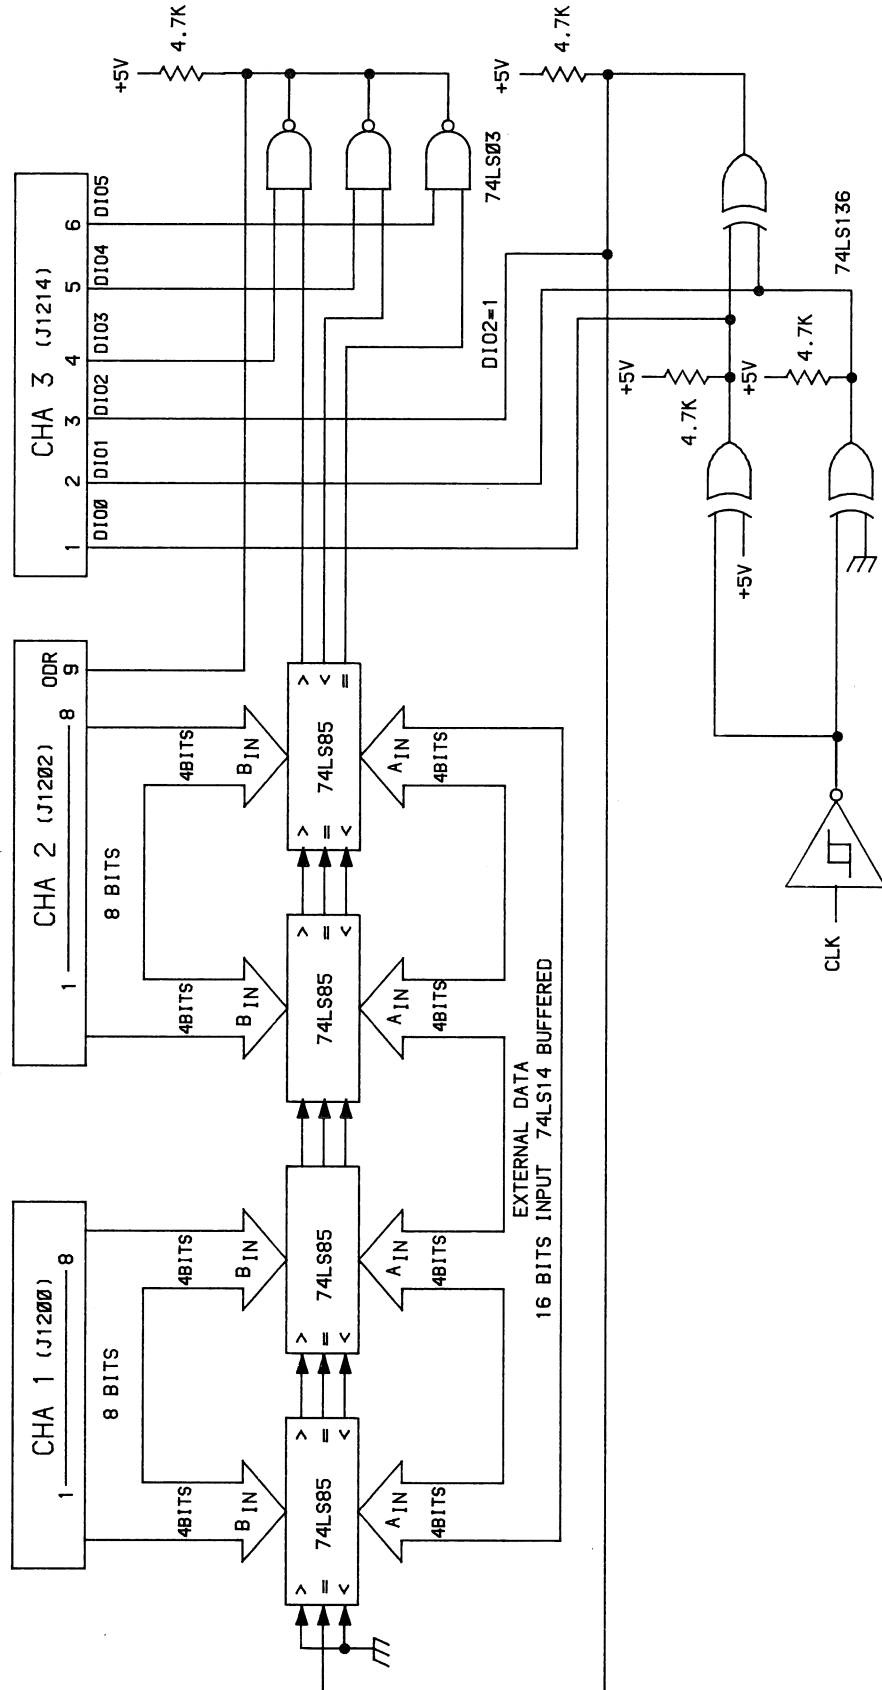 CHA 1 (J12ØØ)
1 8
8 BITS
4BITS
4BITS
B IN
B IN
CHA 2 (J12Ø2)
1 8
ODR
9
8 BITS
4BITS
4BITS
B IN
B IN
CHA 3 (J1214)
1 2 3 4 5 6
DIOØ DIO1 DIO2 DIO3 DIO4 DIO5
+5V
4.7K
74LSØ3
> = <
74LS85
> = <
> = <
74LS85
> = <
> = <
74LS85
> = <
> = <
74LS85
> < =
A IN
4BITS
A IN
4BITS
A IN
4BITS
A IN
4BITS
EXTERNAL DATA
16 BITS INPUT 74LS14 BUFFERED
DIO2=1
+5V
4.7K
+5V
4.7K
+5V
4.7K
+5V
74LS136
CLK